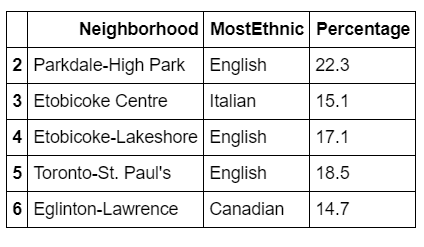 Neighborhood MostEthnic Percentage
2 Parkdale-High Park English 22.3
3 Etobicoke Centre Italian 15.1
4 Etobicoke-Lakeshore English 17.1
5 Toronto-St. Paul's English 18.5
6 Eglinton-Lawrence Canadian 14.7